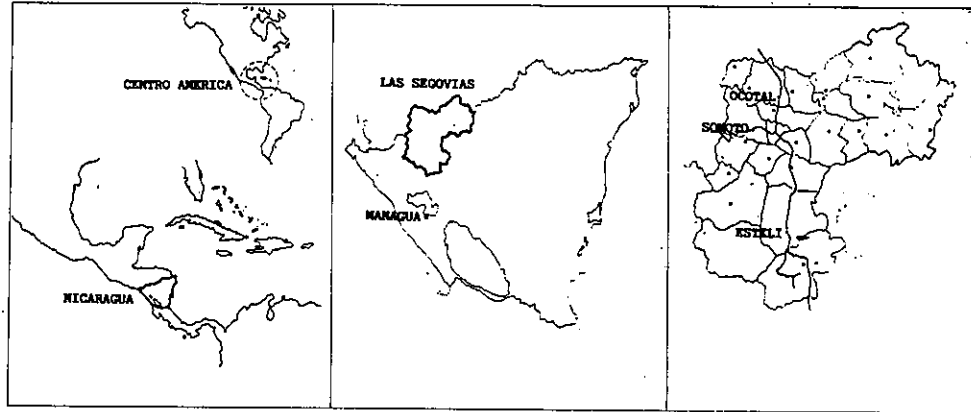 CENTRO AMERICA
NICARAGUA
LAS SEGOVIAS
MANAGUA
OCOTAL
SOMOTO
ESTELI